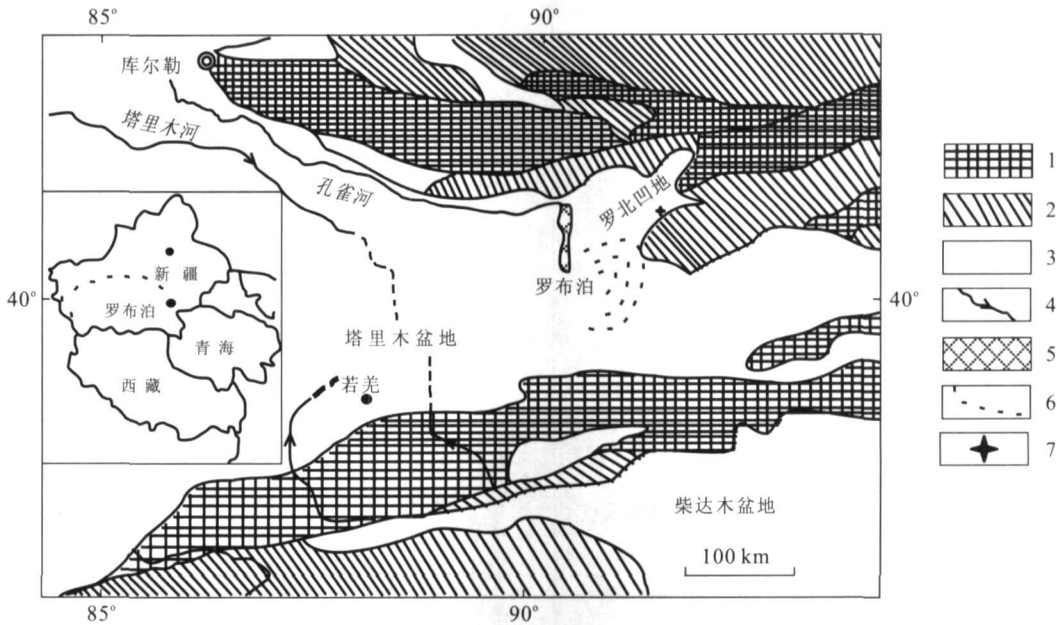 85°
90°
库尔勒
塔里木河
孔雀河
罗北凹地
新疆
罗布泊
青海
西藏
40°
40°
罗布泊
塔里木盆地
若羌
柴达木盆地
100 km
85°
90°
1
2
3
4
5
6
7